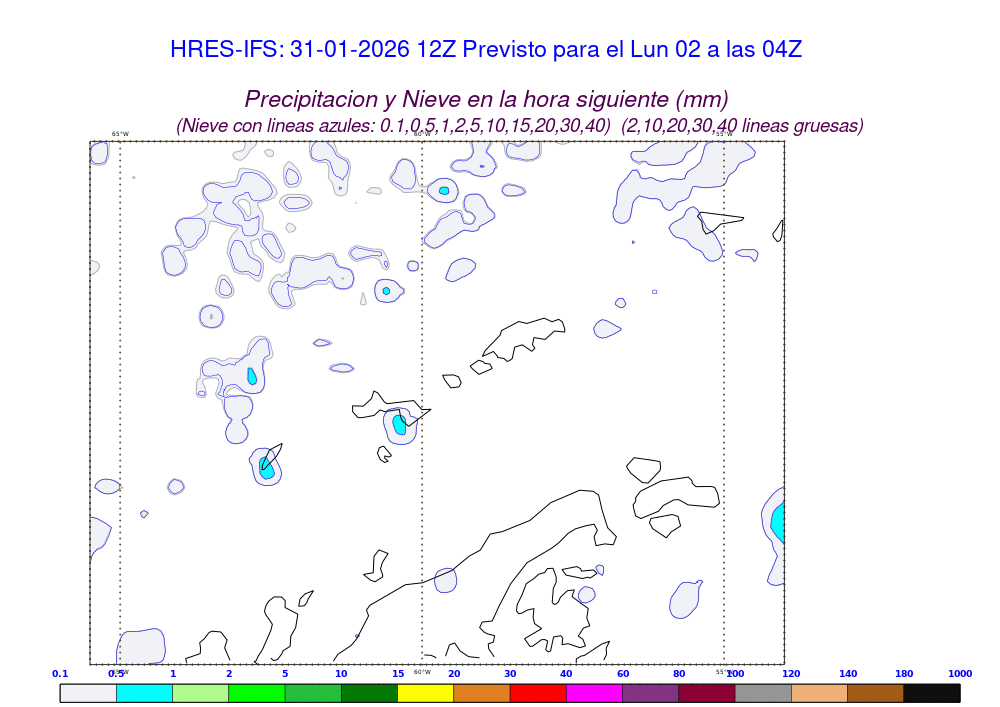 HRES-IFS: 31-01-2026 12Z Previsto para el Lun 02 a las 04Z
Precipitacion y Nieve en la hora siguiente (mm)
(Nieve con lineas azules: 0.1,0.5,1,2,5,10,15,20,30,40) (2,10,20,30,40 lineas gruesas)
65°W 60°W 55°W
65°W 60°W 55°W
0.1 0.5 1 2 5 10 15 20 30 40 60 80 100 120 140 180 1000